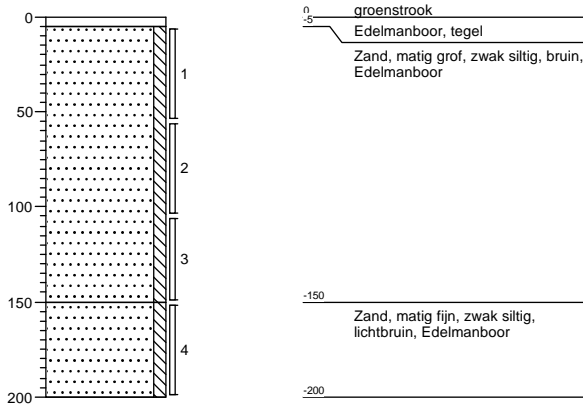 0
50
100
150
200
1
2
3
4
0
groenstrook
-5
Edelmanboor, tegel
Zand, matig grof, zwak siltig, bruin,
Edelmanboor
-150
Zand, matig fijn, zwak siltig,
lichtbruin, Edelmanboor
-200